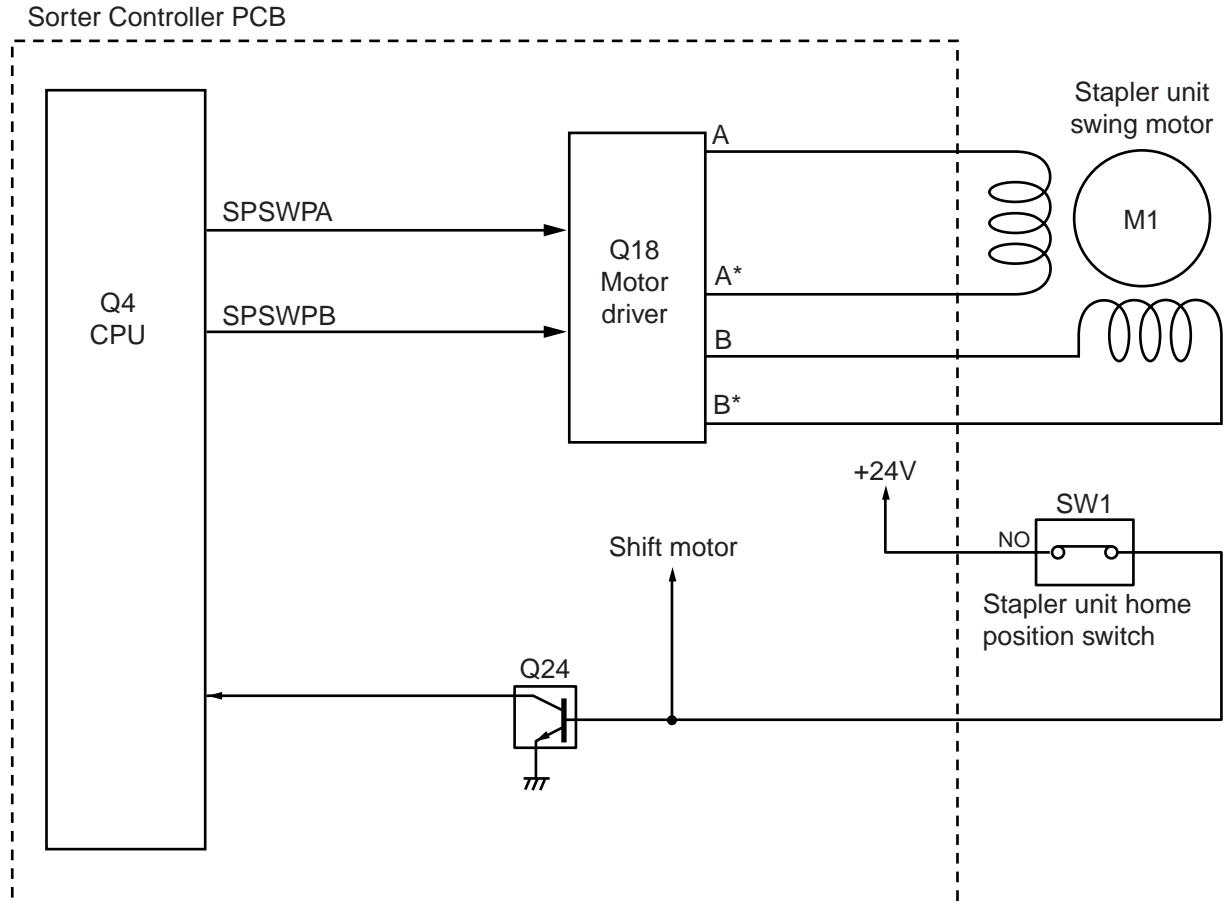 Sorter Controller PCB
Stapler unit
swing motor
M1
A
A*
B
B*
SPSWPA
SPSWPB
Q4
CPU
Q18
Motor
driver
+24V
SW1
NO
Stapler unit home
position switch
Shift motor
Q24